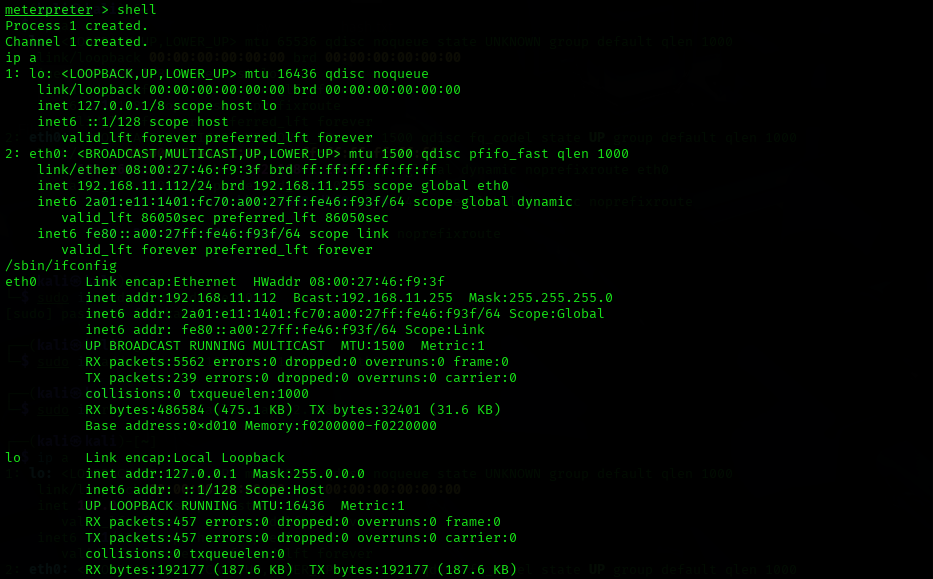 meterpreter > shell
Process 1 created.
Channel 1 created.
ip a
1: lo: <LOOPBACK,UP,LOWER_UP> mtu 16436 qdisc noqueue
    link/loopback 00:00:00:00:00:00 brd 00:00:00:00:00:00
    inet 127.0.0.1/8 scope host lo
    inet6 ::1/128 scope host
       valid_lft forever preferred_lft forever
2: eth0: <BROADCAST,MULTICAST,UP,LOWER_UP> mtu 1500 qdisc pfifo_fast qlen 1000
    link/ether 08:00:27:46:f9:3f brd ff:ff:ff:ff:ff:ff
    inet 192.168.11.112/24 brd 192.168.11.255 scope global eth0
    inet6 2a01:e11:1401:fc70:a00:27ff:fe46:f93f/64 scope global dynamic
       valid_lft 86050sec preferred_lft 86050sec
    inet6 fe80::a00:27ff:fe46:f93f/64 scope link
       valid_lft forever preferred_lft forever
/sbin/ifconfig
eth0      Link encap:Ethernet  HWaddr 08:00:27:46:f9:3f
          inet addr:192.168.11.112  Bcast:192.168.11.255  Mask:255.255.255.0
          inet6 addr: 2a01:e11:1401:fc70:a00:27ff:fe46:f93f/64 Scope:Global
          inet6 addr: fe80::a00:27ff:fe46:f93f/64 Scope:Link
          UP BROADCAST RUNNING MULTICAST  MTU:1500  Metric:1
          RX packets:5562 errors:0 dropped:0 overruns:0 frame:0
          TX packets:239 errors:0 dropped:0 overruns:0 carrier:0
          collisions:0 txqueuelen:1000
          RX bytes:486584 (475.1 KB)  TX bytes:32401 (31.6 KB)
          Base address:0xd010 Memory:f0200000-f0220000

lo        Link encap:Local Loopback
          inet addr:127.0.0.1  Mask:255.0.0.0
          inet6 addr: ::1/128 Scope:Host
          UP LOOPBACK RUNNING  MTU:16436  Metric:1
          RX packets:457 errors:0 dropped:0 overruns:0 frame:0
          TX packets:457 errors:0 dropped:0 overruns:0 carrier:0
          collisions:0 txqueuelen:0
          RX bytes:192177 (187.6 KB)  TX bytes:192177 (187.6 KB)